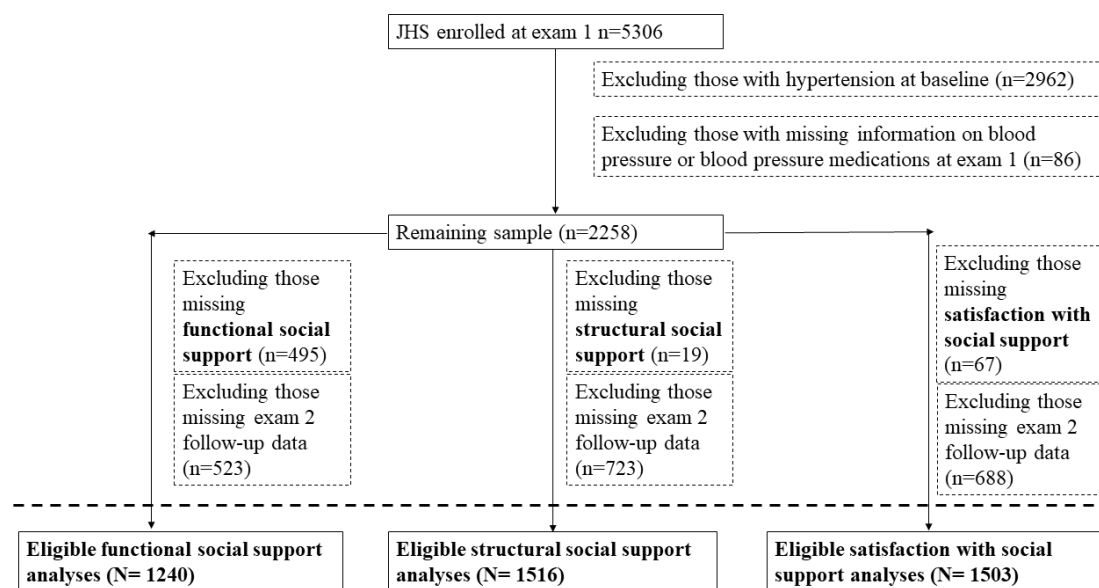 JHS enrolled at exam 1 n=5306
Excluding those with hypertension at baseline (n=2962)
Excluding those with missing information on blood
pressure or blood pressure medications at exam 1 (n=86)
Remaining sample (n=2258)
Excluding those
missing
functional social
support (n=495)
Excluding those
missing exam 2
follow-up data
(n=523)
Excluding those
missing
structural social
support (n=19)
Excluding those
missing exam 2
follow-up data
(n=723)
Excluding those
missing
satisfaction with
social support
(n=67)
Excluding those
missing exam 2
follow-up data
(n=688)
Eligible functional social support
analyses (N= 1240)
Eligible structural social support
analyses (N= 1516)
Eligible satisfaction with social
support analyses (N= 1503)